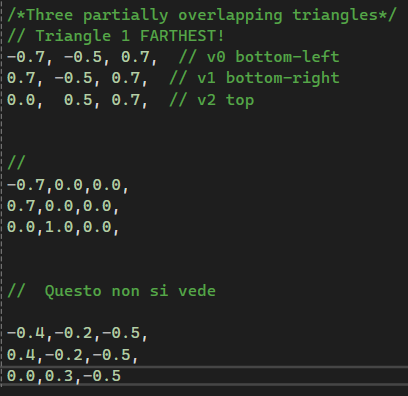 /*Three partially overlapping triangles*/
// Triangle 1 FARTHEST!
-0.7, -0.5, 0.7,  // v0 bottom-left
0.7, -0.5, 0.7,  // v1 bottom-right
0.0,  0.5, 0.7,  // v2 top
//
-0.7,0.0,0.0,
0.7,0.0,0.0,
0.0,1.0,0.0,
//  Questo non si vede
-0.4,-0.2,-0.5,
0.4,-0.2,-0.5,
0.0,0.3,-0.5